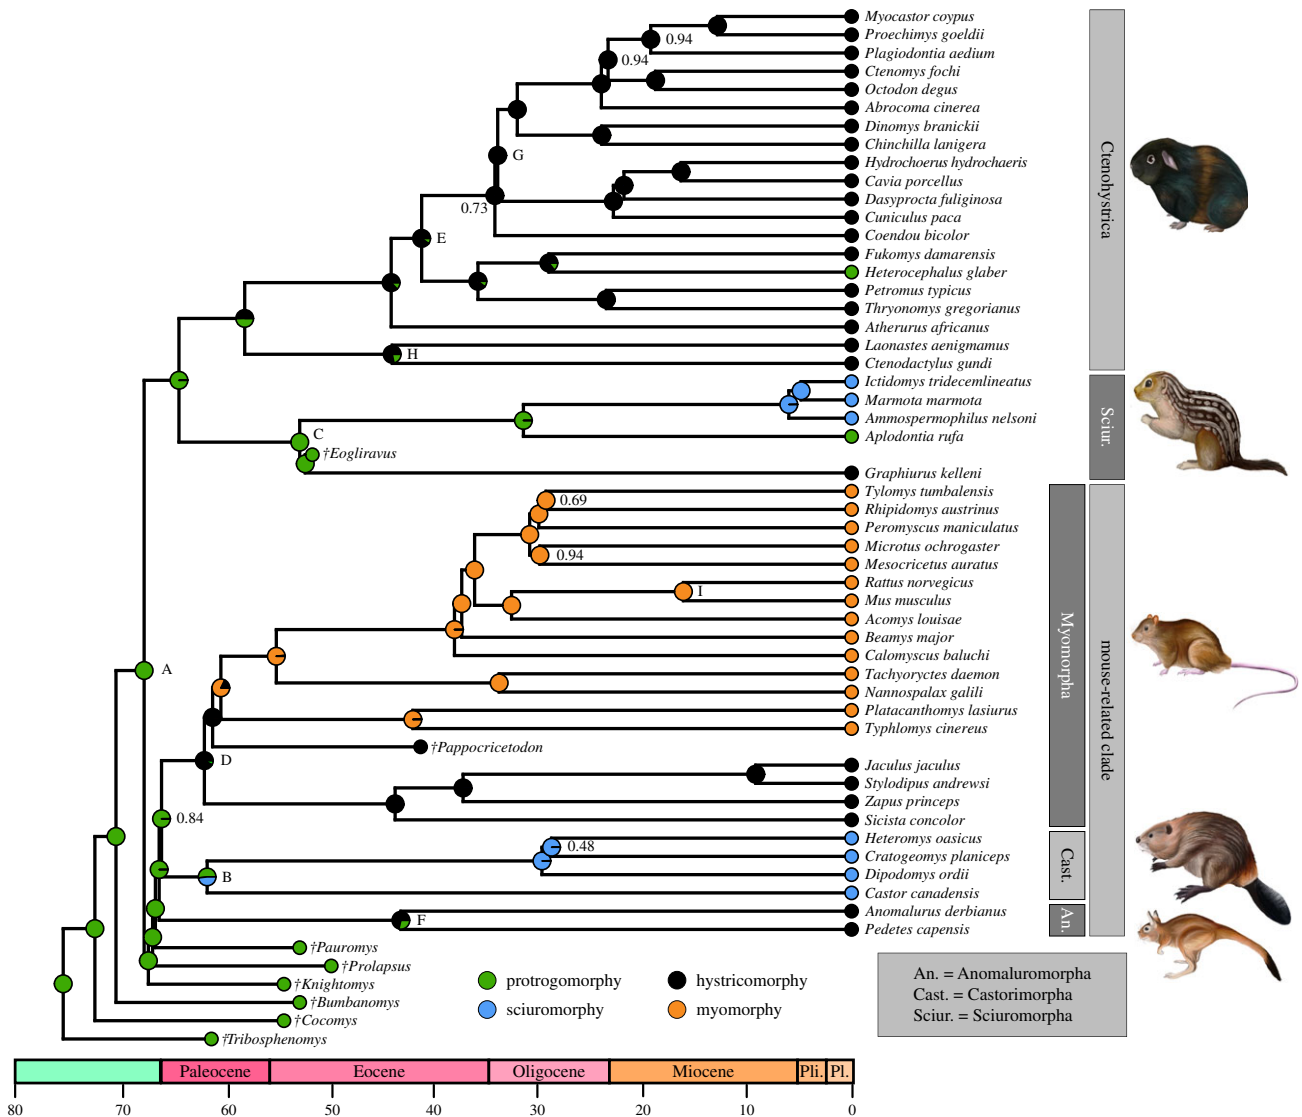 Myocastor coypus
Proechimys goeldii
0.94
Plagiodontia aedium
0.94
Ctenomys fochi
Octodon degus
Abrocoma cinerea
Dinomys branickii
Chinchilla lanigera
G
Hydrochoerus hydrochaeris
Cavia porcellus
Dasyprocta fuliginosa
0.73
Cuniculus paca
Coendou bicolor
E
Fukomys damarensis
Heterocephalus glaber
Petromus typicus
Thryonomys gregorianus
Atherurus africanus
Laonastes aenigmamus
H
Ctenodactylus gundi
Ctenohystrica
Ictidomys tridecemlineatus
Marmota marmota
Ammospermophilus nelsoni
C
Aplodontia rufa
†Eogliravus
Graphiurus kelleni
Sciur.
Tylomys tumbalensis
0.69
Rhipidomys austrinus
Peromyscus maniculatus
Microtus ochrogaster
0.94
Mesocricetus auratus
Rattus norvegicus
I
Mus musculus
Acomys louisae
Beamys major
Calomyscus baluchi
A
Tachyoryctes daemon
Nannospalax galili
Platacanthomys lasiurus
Typhlomys cinereus
†Pappocricetodon
D
Jaculus jaculus
Stylodipus andrewsi
Zapus princeps
0.84
Sicista concolor
Myomorpha
mouse-related clade
Heteromys oasicus
0.48
Cratogeomys planiceps
B
Dipodomys ordii
Castor canadensis
Cast.
Anomalurus derbianus
F
Pedetes capensis
An.
†Pauromys
†Prolapsus
†Knightomys
†Bumbanomys
†Cocomys
†Tribosphenomys
protrogomorphy
hystricomorphy
sciuromorphy
myomorphy
An. = Anomaluromorpha
Cast. = Castorimorpha
Sciur. = Sciuromorpha
Paleocene Eocene Oligocene Miocene Pli. Pl.
80 70 60 50 40 30 20 10 0